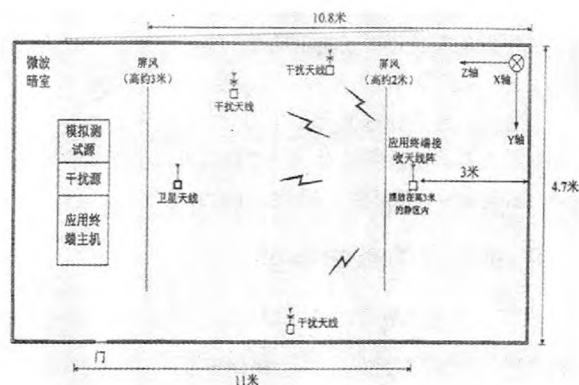 10.8米
微波
暗室
屏风
(高约3米)
干扰天线
干扰天线
屏风
(高约2米)
Z轴
X轴
Y轴
模拟测
试源
干扰源
应用终
端主机
卫星天线
应用终端接
收天线阵
摆放在高3米
的静区内
3米
4.7米
干扰天线
门
11米